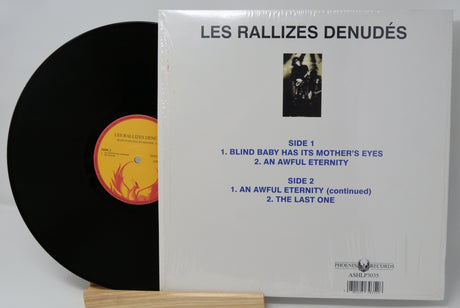 LES RALLIZES DENUDÉS
SIDE 1
1. BLIND BABY HAS ITS MOTHER'S EYES
2. AN AWFUL ETERNITY
SIDE 2
1. AN AWFUL ETERNITY (continued)
2. THE LAST ONE
PHOENIX RECORDS
ASHLP3035
LES RALLIZES DENUD